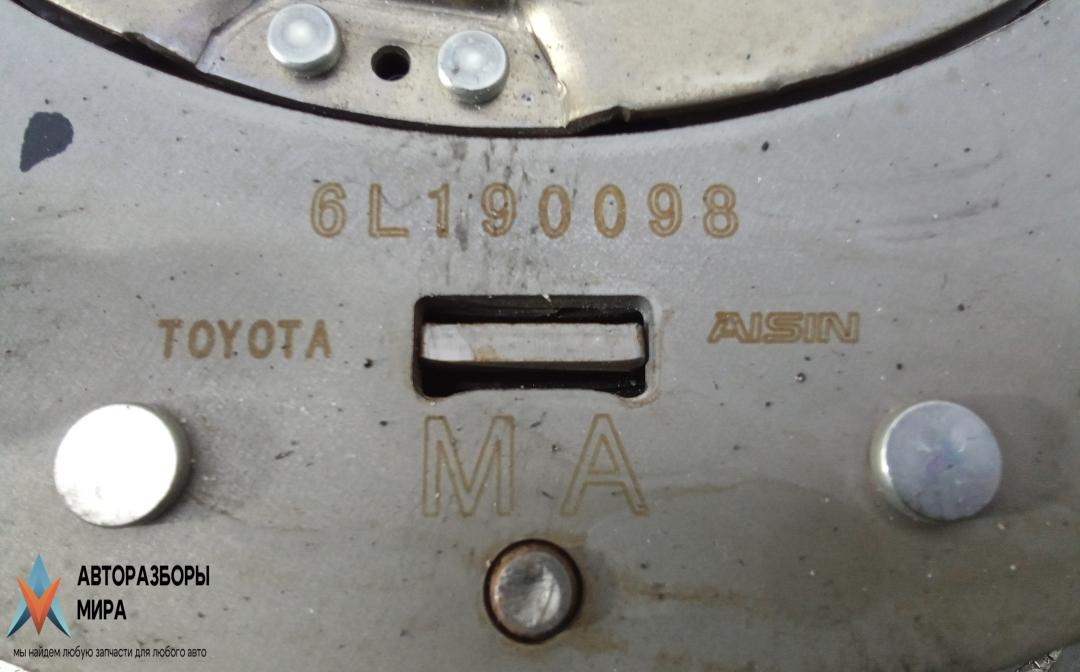 6L190098
TOYOTA
AISIN
MA
АВТОРАЗБОРЫ
МИРА
мы найдем любую запчасти для любого авто